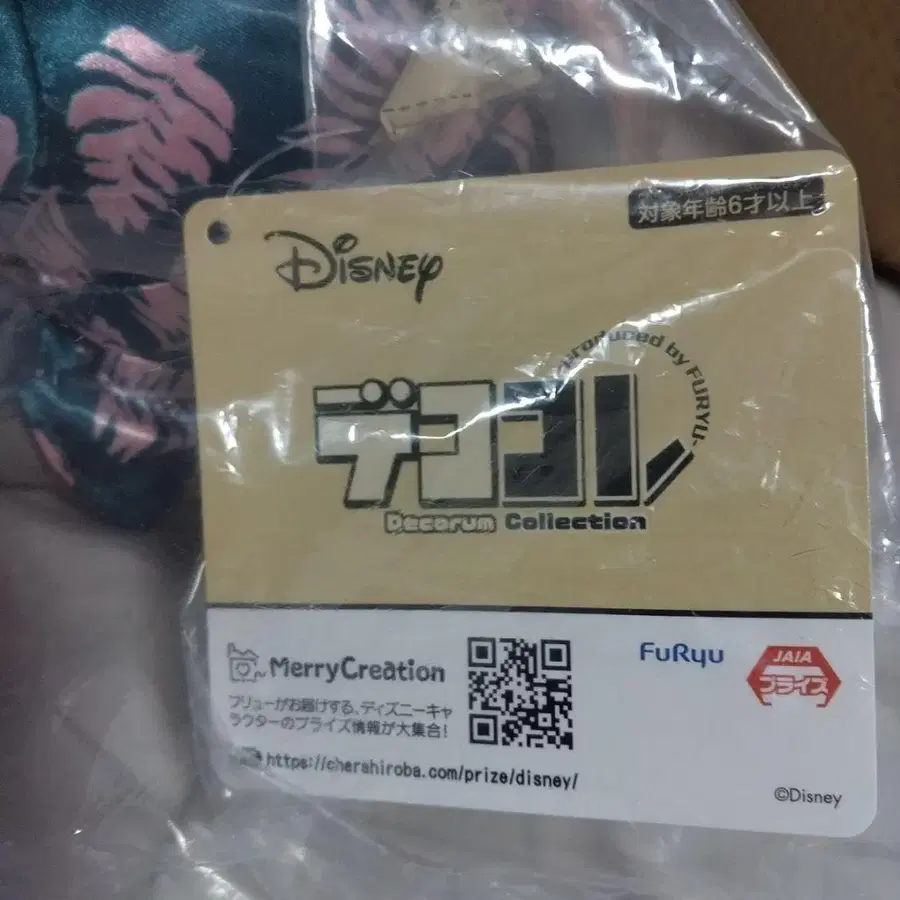 対象年齢6才以上
Disney
-produced by FURYU-
デココレ
Decorum Collection
MerryCreation
フリューがお届けする、ディズニーキャ
ラクターのプライズ情報が大集合!
https://charahiroba.com/prize/disney/
FuRyu
JAIA
プライズ
©Disney